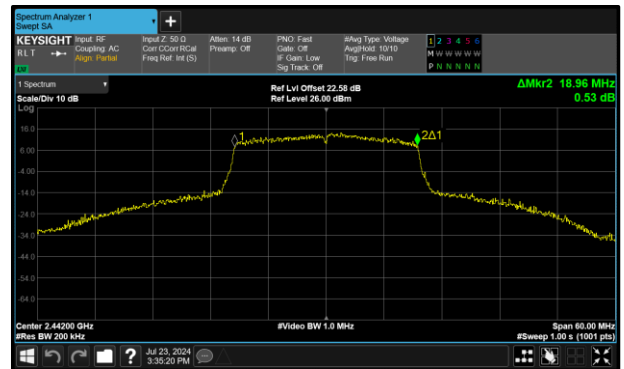 Spectrum Analyzer 1
Swept SA
+
KEYSIGHT
RLT
LXI
Input: RF
Coupling: AC
Align: Partial
Input Z: 50 Ω
Corr CCorr RCal
Freq Ref: Int (S)
Atten: 14 dB
Preamp: Off
PNO: Fast
Gate: Off
IF Gain: Low
Sig Track: Off
#Avg Type: Voltage
Avg|Hold: 10/10
Trig: Free Run
1 2 3 4 5 6
M W W W W W
P N N N N N
1 Spectrum
Scale/Div 10 dB
Ref Lvl Offset 22.58 dB
Ref Level 26.00 dBm
ΔMkr2 18.96 MHz
0.53 dB
Log
16.0
6.00
-4.00
-14.0
-24.0
-34.0
-44.0
-54.0
-64.0
1
2Δ1
Center 2.44200 GHz
#Res BW 200 kHz
#Video BW 1.0 MHz
Span 60.00 MHz
#Sweep 1.00 s (1001 pts)
?
Jul 23, 2024
3:35:20 PM